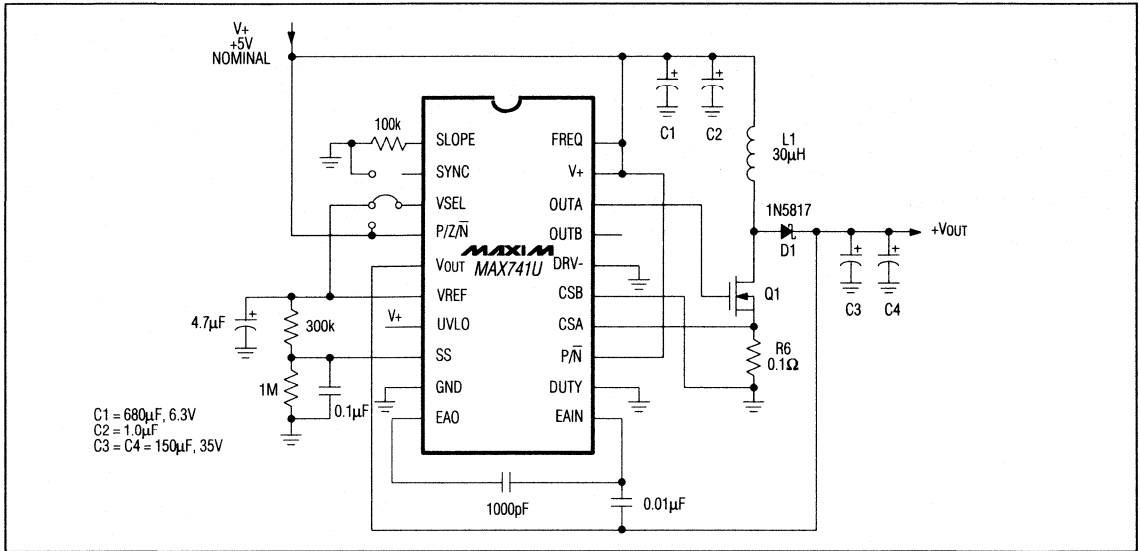 V+
+5V
NOMINAL
100k
SLOPE
SYNC
VSEL
P/Z/N̅
VOUT
VREF
UVLO
SS
GND
EAO
MAXIM
MAX741U
FREQ
V+
OUTA
OUTB
DRV-
CSB
CSA
P/N̅
DUTY
EAIN
C1
C2
L1
30µH
1N5817
D1
+VOUT
C3
C4
Q1
R6
0.1Ω
4.7µF
300k
V+
1M
0.1µF
C1 = 680µF, 6.3V
C2 = 1.0µF
C3 = C4 = 150µF, 35V
1000pF
0.01µF